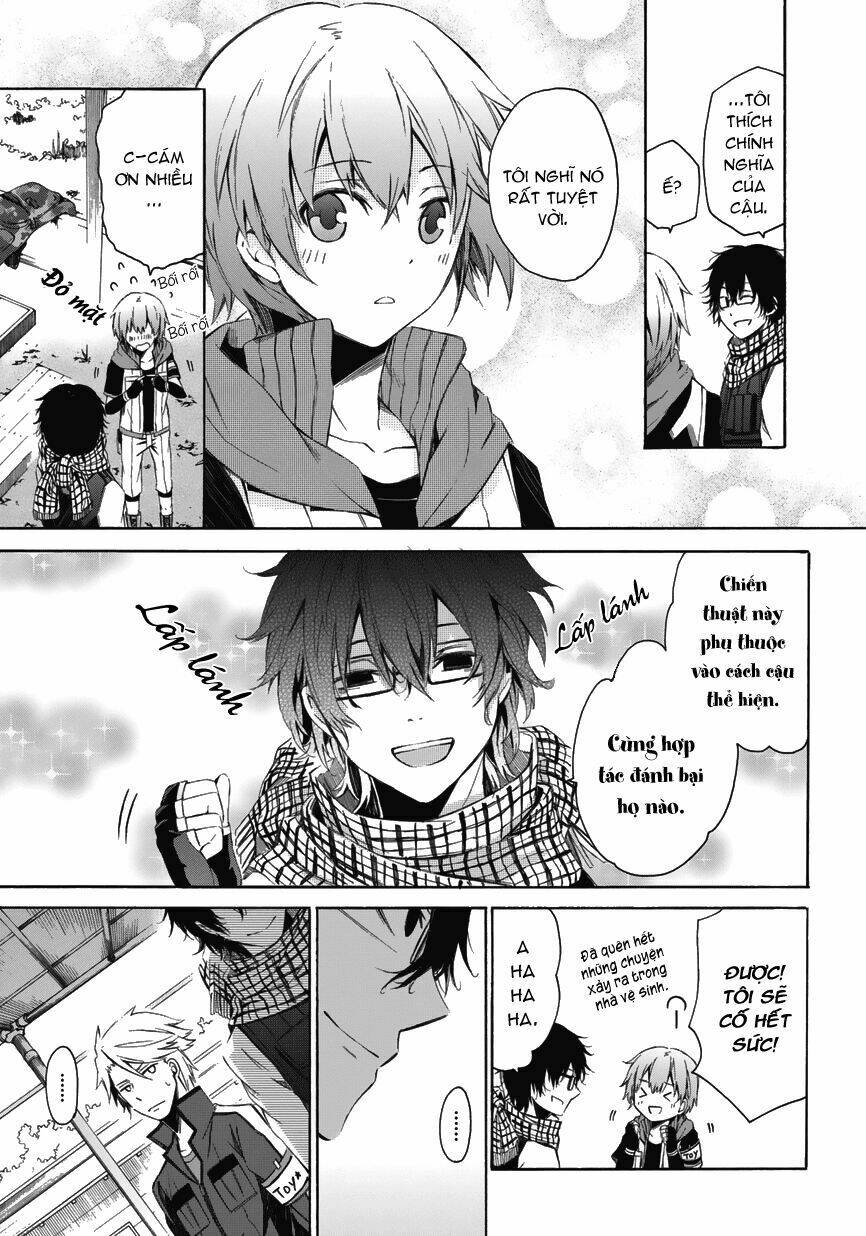 ...TÔI
THÍCH
CHÍNH
NGHĨA
CỦA
CẬU.
Ế?
TÔI NGHĨ NÓ
RẤT TUYỆT
VỜI.
C-CÁM
ƠN NHIỀU
...
Bối rối
Đỏ mặt
Bối rối
Chiến
thuật này
phụ thuộc
vào cách cậu
thể hiện.
Cùng hợp
tác đánh bại
họ nào.
Lấp lánh
Lấp lánh
ĐƯỢC!
TÔI SẼ
CỐ HẾT
SỨC!
Đã quên hết
những chuyện
xảy ra trong
nhà vệ sinh.
A
HA
HA
HA.
TOY
......
......
TOY★